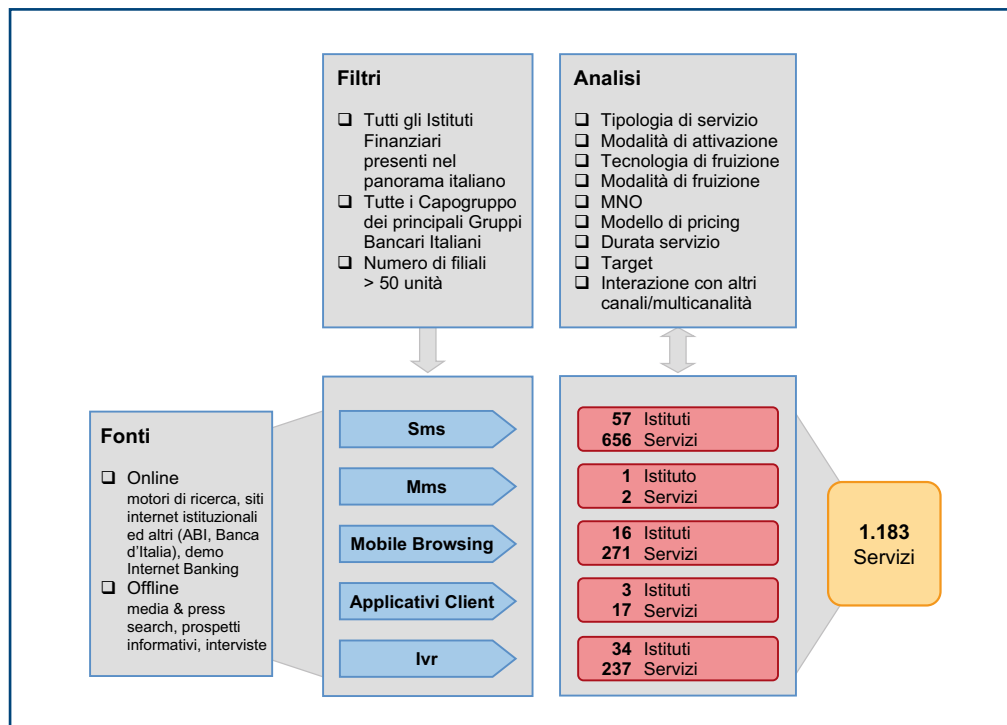 Filtri
❑ Tutti gli Istituti
Finanziari
presenti nel
panorama italiano
❑ Tutte i Capogruppo
dei principali Gruppi
Bancari Italiani
❑ Numero di filiali
> 50 unità
Analisi
❑ Tipologia di servizio
❑ Modalità di attivazione
❑ Tecnologia di fruizione
❑ Modalità di fruizione
❑ MNO
❑ Modello di pricing
❑ Durata servizio
❑ Target
❑ Interazione con altri
canali/multicanalità
Fonti
❑ Online
motori di ricerca, siti
internet istituzionali
ed altri (ABI, Banca
d’Italia), demo
Internet Banking
❑ Offline
media & press
search, prospetti
informativi, interviste
Sms
Mms
Mobile Browsing
Applicativi Client
Ivr
57 Istituti
656 Servizi
1 Istituto
2 Servizi
16 Istituti
271 Servizi
3 Istituti
17 Servizi
34 Istituti
237 Servizi
1.183
Servizi